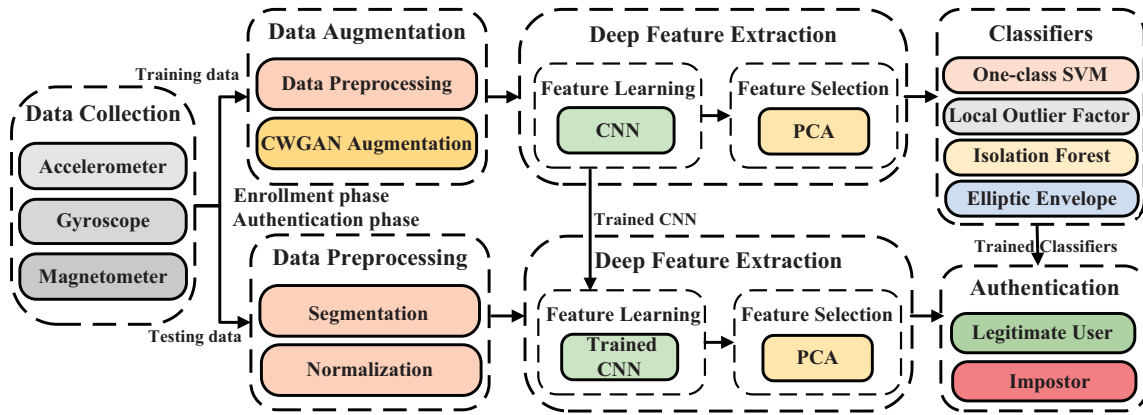 Data Collection
Accelerometer
Gyroscope
Magnetometer
Training data
Testing data
Enrollment phase
Authentication phase
Data Augmentation
Data Preprocessing
CWGAN Augmentation
Deep Feature Extraction
Feature Learning
CNN
Feature Selection
PCA
Classifiers
One-class SVM
Local Outlier Factor
Isolation Forest
Elliptic Envelope
Trained CNN
Trained Classifiers
Data Preprocessing
Segmentation
Normalization
Deep Feature Extraction
Feature Learning
Trained
CNN
Feature Selection
PCA
Authentication
Legitimate User
Impostor